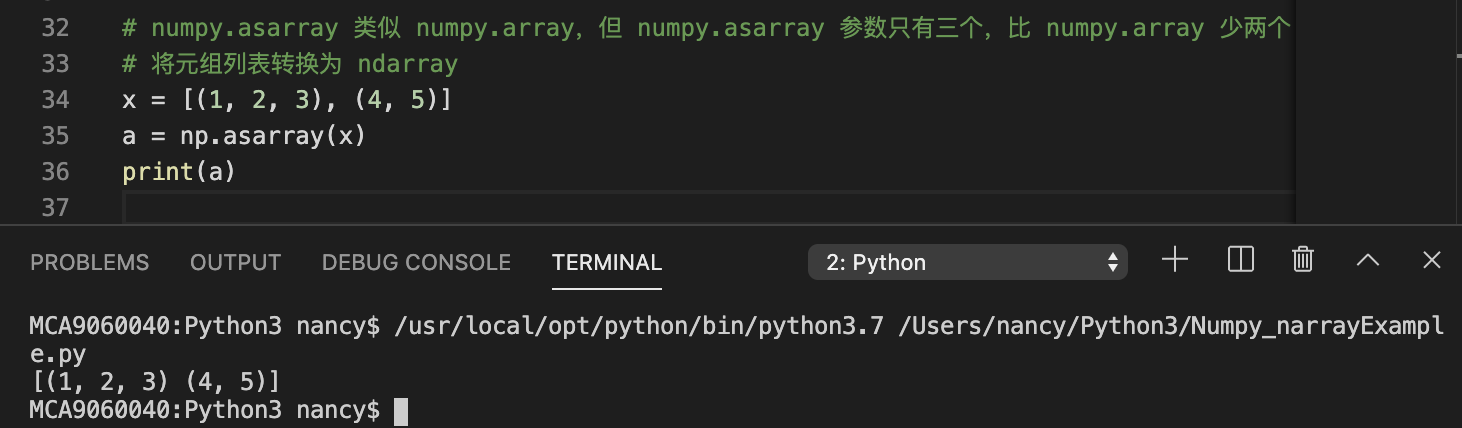 32 # numpy.asarray 类似 numpy.array，但 numpy.asarray 参数只有三个，比 numpy.array 少两个
33 # 将元组列表转换为 ndarray
34 x = [(1, 2, 3), (4, 5)]
35 a = np.asarray(x)
36 print(a)
37
PROBLEMS OUTPUT DEBUG CONSOLE TERMINAL 2: Python
MCA9060040:Python3 nancy$ /usr/local/opt/python/bin/python3.7 /Users/nancy/Python3/Numpy_narrayExampl
e.py
[(1, 2, 3) (4, 5)]
MCA9060040:Python3 nancy$